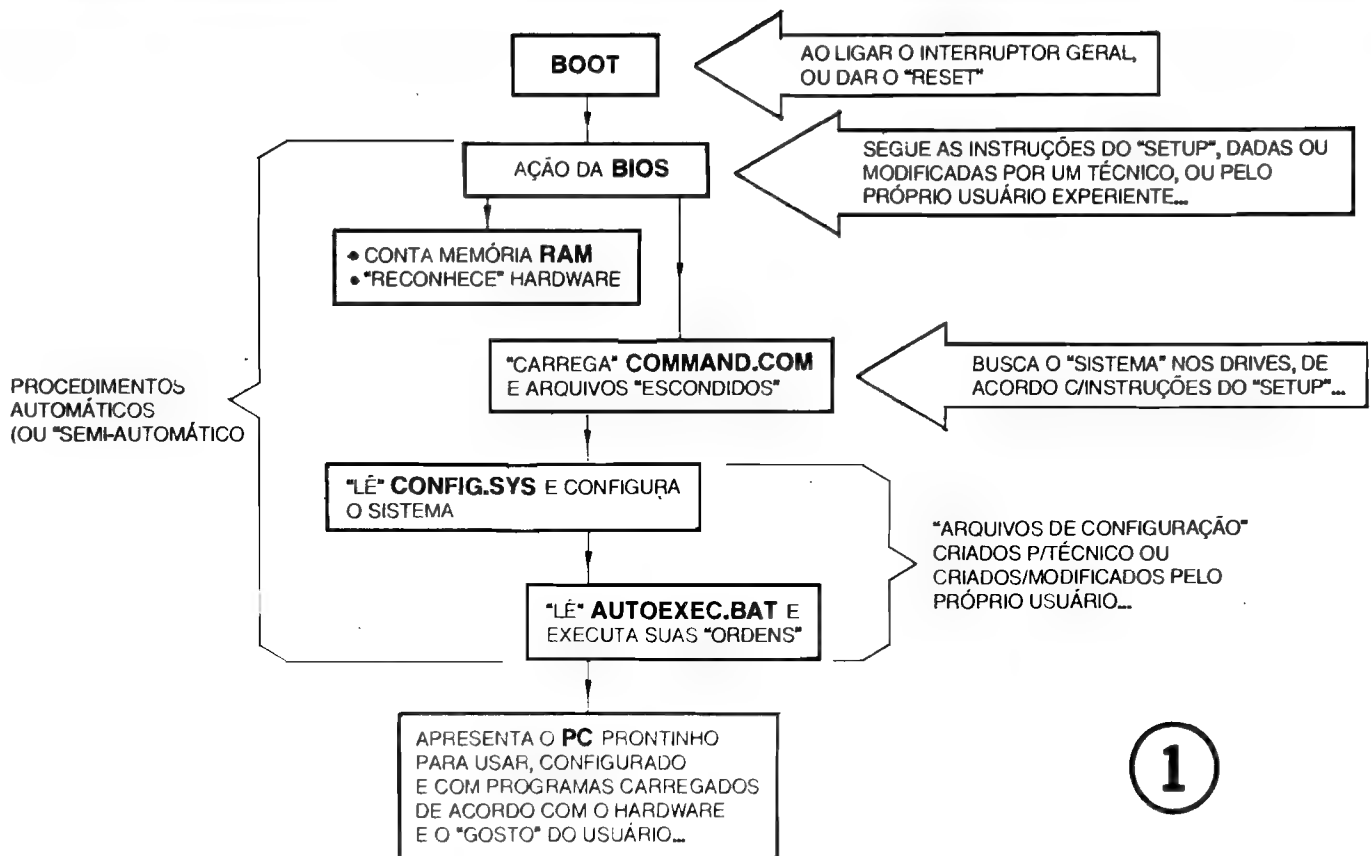 BOOT
AO LIGAR O INTERRUPTOR GERAL,
OU DAR O "RESET"
AÇÃO DA BIOS
SEGUE AS INSTRUÇÕES DO "SETUP", DADAS OU
MODIFICADAS POR UM TÉCNICO, OU PELO
PRÓPRIO USUÁRIO EXPERIENTE...
• CONTA MEMÓRIA RAM
• "RECONHECE" HARDWARE
"CARREGA" COMMAND.COM
E ARQUIVOS "ESCONDIDOS"
BUSCA O "SISTEMA" NOS DRIVES, DE
ACORDO C/INSTRUÇÕES DO "SETUP"...
PROCEDIMENTOS
AUTOMÁTICOS
(OU "SEMI-AUTOMÁTICO
"LÊ" CONFIG.SYS E CONFIGURA
O SISTEMA
"ARQUIVOS DE CONFIGURAÇÃO"
CRIADOS P/TÉCNICO OU
CRIADOS/MODIFICADOS PELO
PRÓPRIO USUÁRIO...
"LÊ" AUTOEXEC.BAT E
EXECUTA SUAS "ORDENS"
APRESENTA O PC PRONTINHO
PARA USAR, CONFIGURADO
E COM PROGRAMAS CARREGADOS
DE ACORDO COM O HARDWARE
E O "GOSTO" DO USUÁRIO...
1